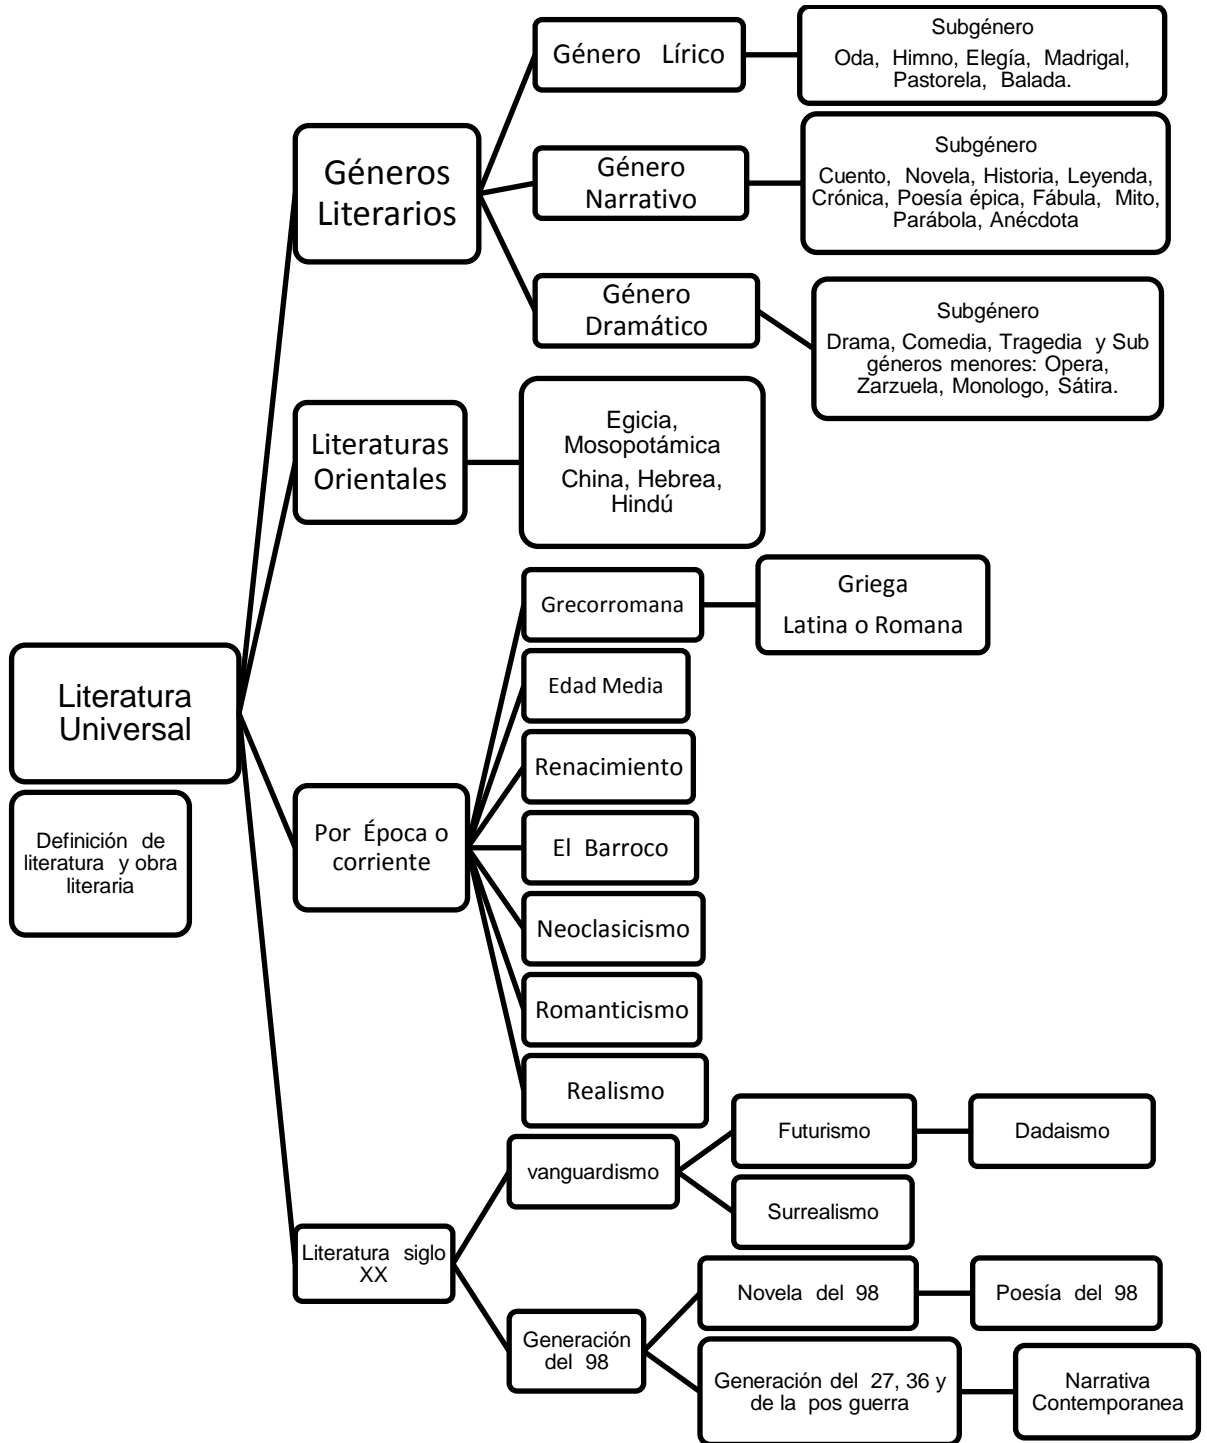 Género Lírico
Subgénero
Oda, Himno, Elegía, Madrigal,
Pastorela, Balada.
Géneros
Literarios
Género
Narrativo
Subgénero
Cuento, Novela, Historia, Leyenda,
Crónica, Poesía épica, Fábula, Mito,
Parábola, Anécdota
Género
Dramático
Subgénero
Drama, Comedia, Tragedia y Sub
géneros menores: Opera,
Zarzuela, Monologo, Sátira.
Literaturas
Orientales
Egicia,
Mosopotámica
China, Hebrea,
Hindú
Literatura
Universal
Definición de
literatura y obra
literaria
Por Época o
corriente
Grecorromana
Griega
Latina o Romana
Edad Media
Renacimiento
El Barroco
Neoclasicismo
Romanticismo
Realismo
Literatura siglo
XX
vanguardismo
Futurismo
Dadaismo
Surrealismo
Generación
del 98
Novela del 98
Poesía del 98
Generación del 27, 36 y
de la pos guerra
Narrativa
Contemporanea